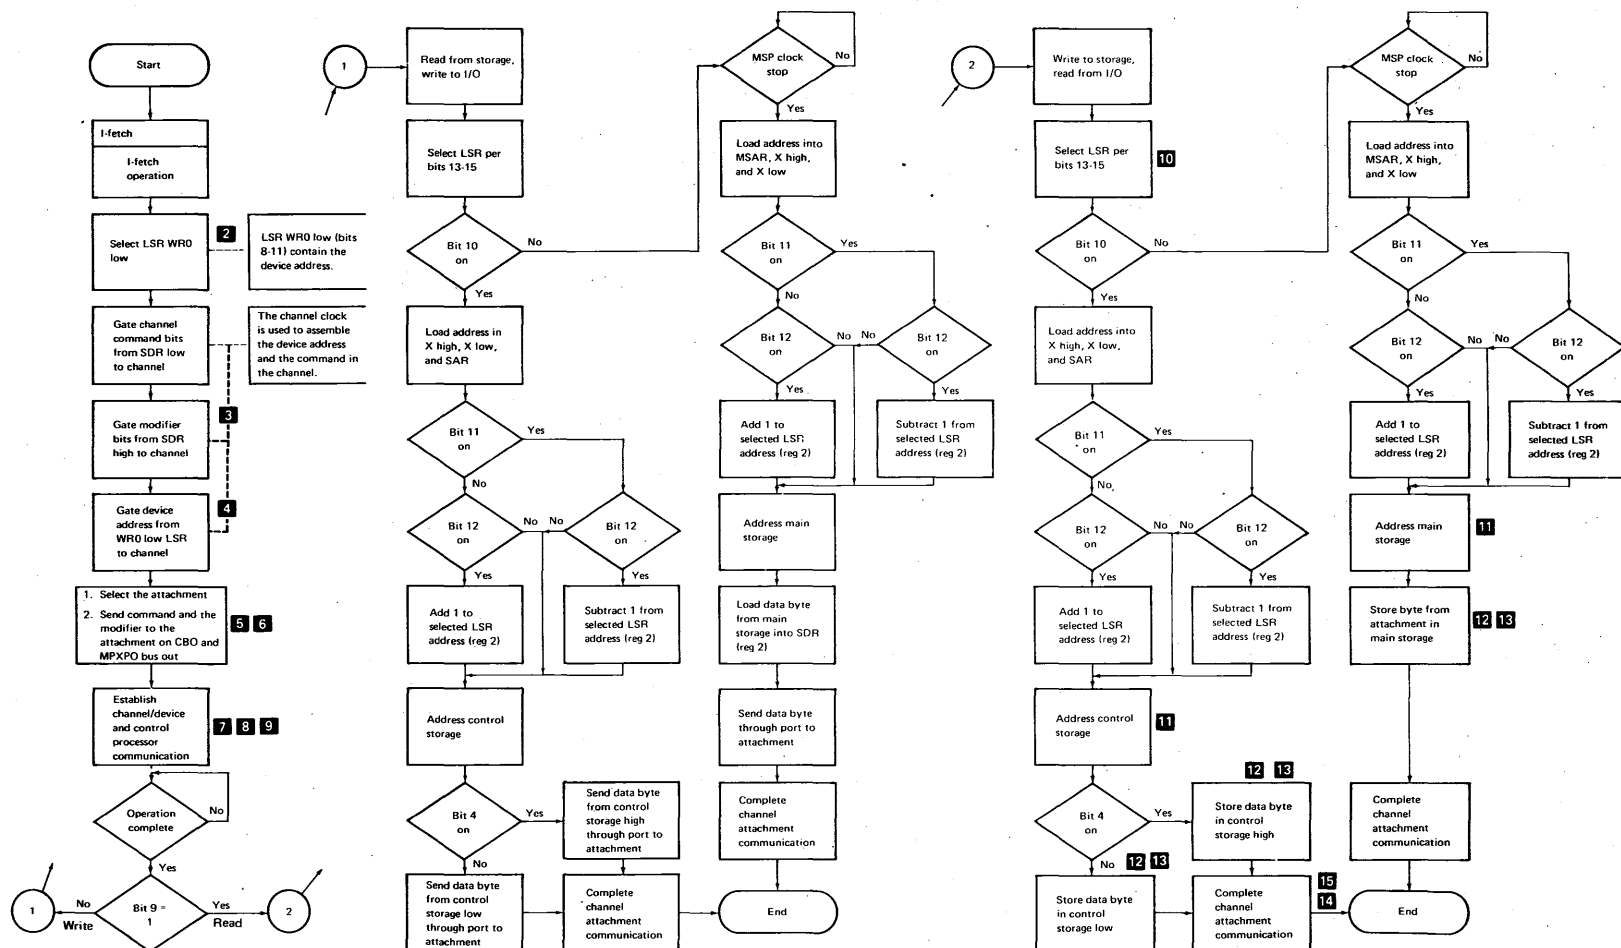 Start
I-fetch
I-fetch
operation
Select LSR WR0
low
2
LSR WR0 low (bits
8-11) contain the
device address.
Gate channel
command bits
from SDR low
to channel
The channel clock
is used to assemble
the device address
and the command in
the channel.
Gate modifier
bits from SDR
high to channel
3
Gate device
address from
WR0 low LSR
to channel
4
1. Select the attachment
2. Send command and the
modifier to the
attachment on CBO and
MPXPO bus out
5 6
Establish
channel/device
and control
processor
communication
7 8 9
Operation
complete
No
Yes
Bit 9 =
1
No
Write
1
Yes
Read
2
1
Read from storage,
write to I/O
Select LSR per
bits 13-15
Bit 10
on
No
Yes
Load address in
X high, X low,
and SAR
Bit 11
on
Yes
No
Bit 12
on
No No
Bit 12
on
Yes
Yes
Add 1 to
selected LSR
address (reg 2)
Subtract 1 from
selected LSR
address (reg 2)
Address control
storage
Bit 4
on
Yes
No
Send data byte
from control
storage high
through port to
attachment
Send data byte
from control
storage low
through port to
attachment
Complete
channel
attachment
communication
MSP clock
stop
No
Yes
Load address into
MSAR, X high,
and X low
Bit 11
on
Yes
No
Bit 12
on
No No
Bit 12
on
Yes
Yes
Add 1 to
selected LSR
address (reg 2)
Subtract 1 from
selected LSR
address (reg 2)
Address main
storage
Load data byte
from main
storage into SDR
(reg 2)
Send data byte
through port to
attachment
Complete
channel
attachment
communication
End
2
Write to storage,
read from I/O
Select LSR per
bits 13-15
10
Bit 10
on
No
Yes
Load address into
X high, X low,
and SAR
Bit 11
on
Yes
No
Bit 12
on
No No
Bit 12
on
Yes
Yes
Add 1 to
selected LSR
address (reg 2)
Subtract 1 from
selected LSR
address (reg 2)
Address control
storage
11
Bit 4
on
Yes
No
12 13
Store data byte
in control
storage high
12 13
Store data byte
in control
storage low
Complete
channel
attachment
communication
15
14
MSP clock
stop
No
Yes
Load address into
MSAR, X high,
and X low
Bit 11
on
Yes
No
Bit 12
on
No No
Bit 12
on
Yes
Yes
Add 1 to
selected LSR
address (reg 2)
Subtract 1 from
selected LSR
address (reg 2)
Address main
storage
11
Store byte from
attachment in
main storage
12 13
Complete
channel
attachment
communication
End